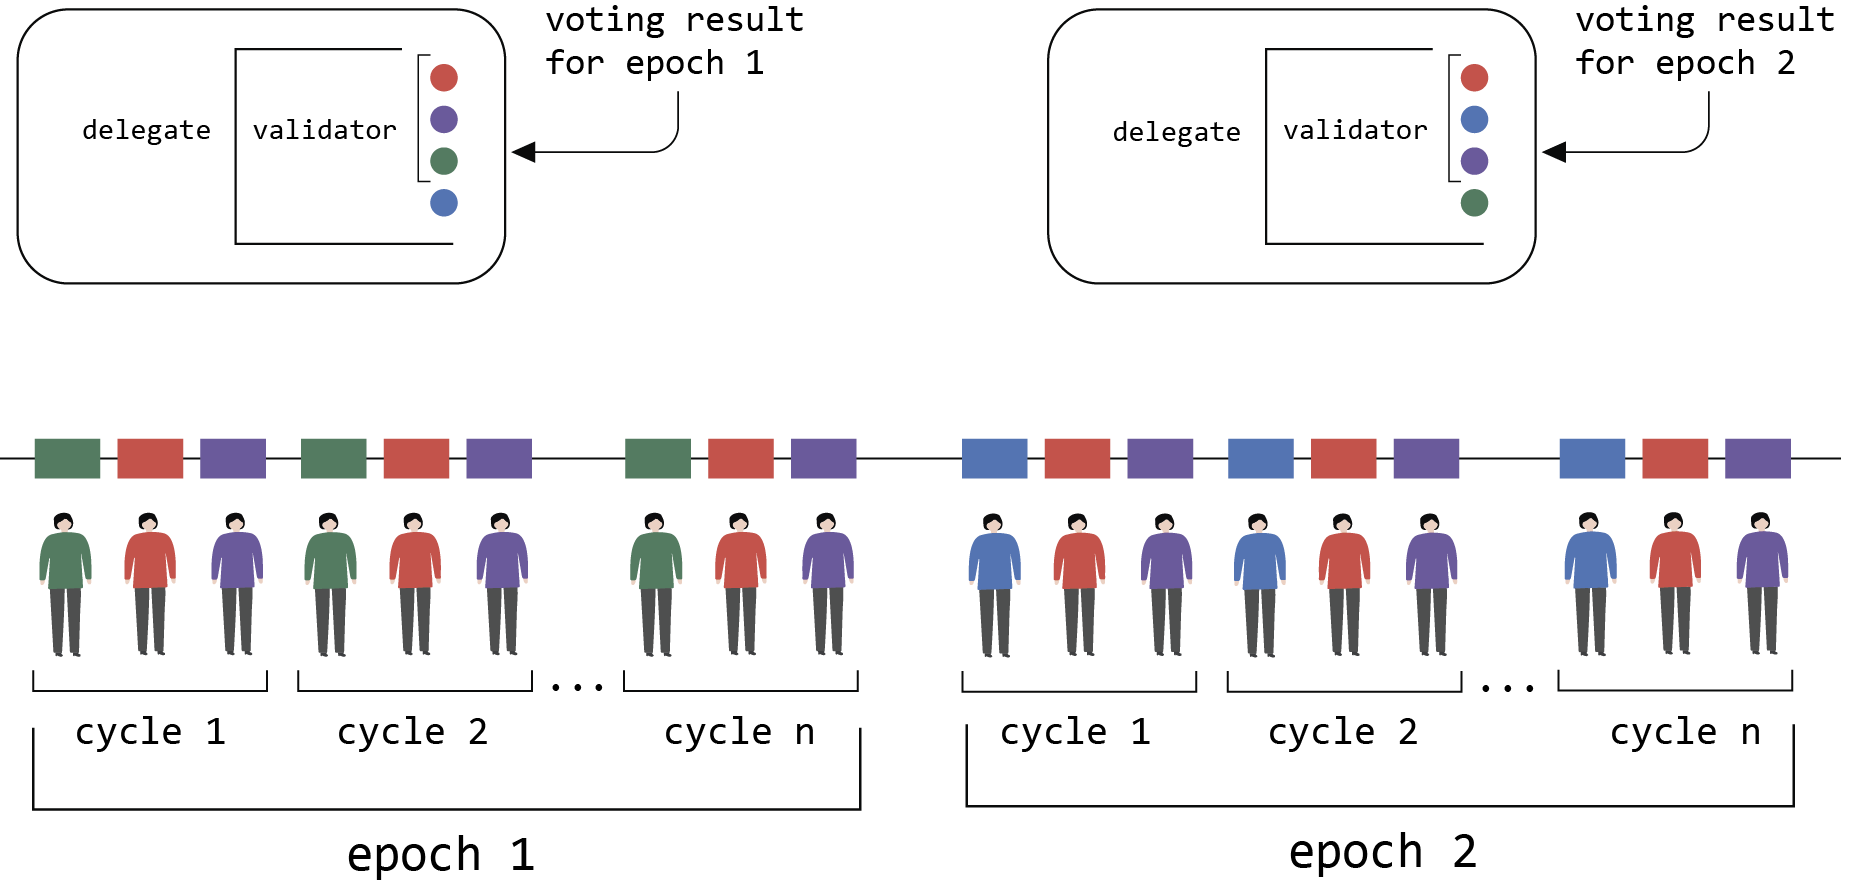 voting result
for epoch 1
delegate
validator
voting result
for epoch 2
delegate
validator
...
cycle 1
cycle 2
cycle n
...
cycle 1
cycle 2
cycle n
epoch 1
epoch 2